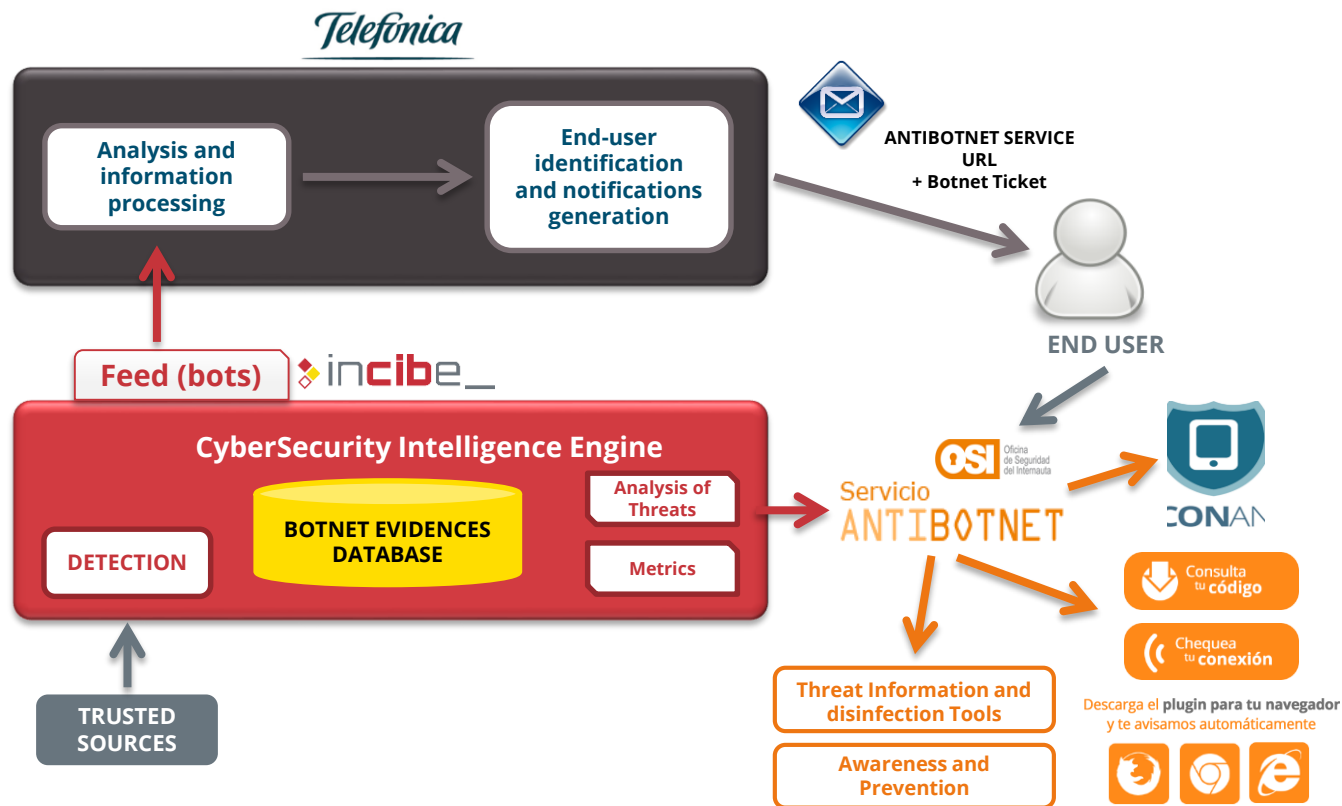 Telefónica
Analysis and
information
processing
End-user
identification
and notifications
generation
ANTIBOTNET SERVICE
URL
+ Botnet Ticket
END USER
Feed (bots)
incibe_
CyberSecurity Intelligence Engine
DETECTION
BOTNET EVIDENCES
DATABASE
Analysis of
Threats
Metrics
TRUSTED
SOURCES
OSI
Oficina
de Seguridad
del Internauta
Servicio
ANTIBOTNET
CONAN
Consulta
tu código
Chequea
tu conexión
Descarga el plugin para tu navegador
y te avisamos automáticamente
Threat Information and
disinfection Tools
Awareness and
Prevention